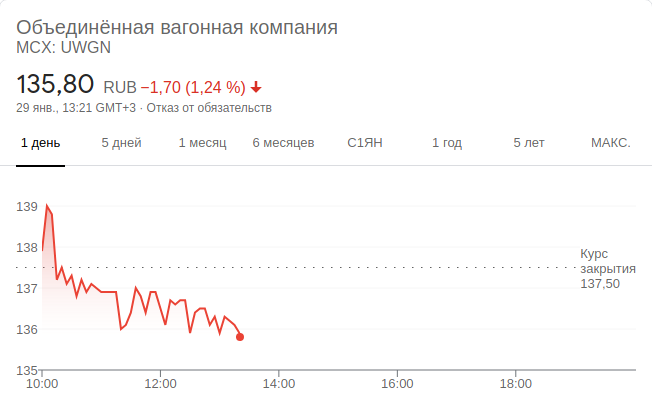 Объединённая вагонная компания
MCX: UWGN
135,80 RUB −1,70 (1,24 %)
29 янв., 13:21 GMT+3 · Отказ от обязательств
1 день 5 дней 1 месяц 6 месяцев С1ЯН 1 год 5 лет МАКС.
139
138
137
136
135
Курс
закрытия
137,50
10:00 12:00 14:00 16:00 18:00